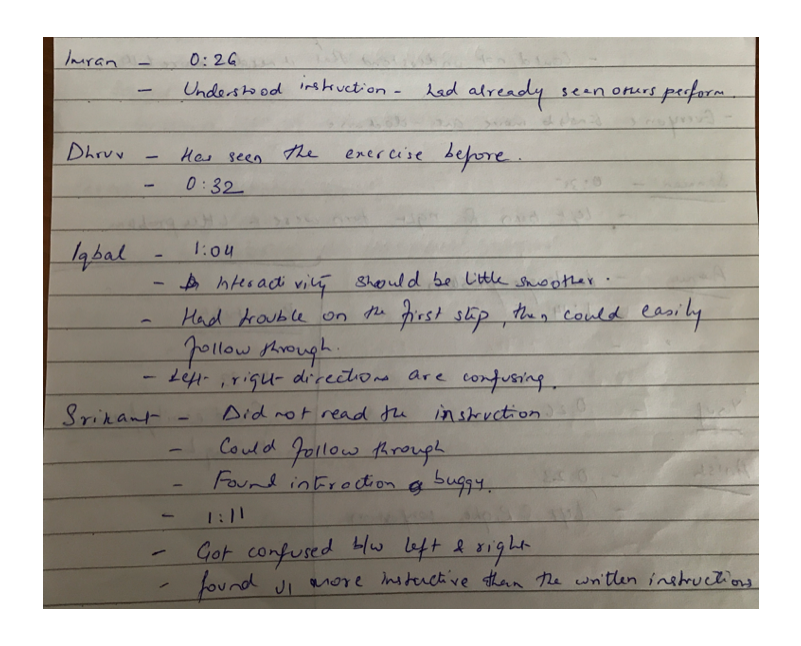 Imran - 0:26
- Understood instruction - had already seen others perform.
Dhruv - Has seen the exercise before.
- 0:32
Iqbal - 1:04
- Interactivity should be little smoother.
- Had trouble on the first step, then could easily
follow through.
- Left, right directions are confusing.
Srikant - Did not read the instruction
- Could follow through
- Found intraction buggy.
- 1:11
- Got confused b/w left & right
- found UI more instuctive than the written instructions